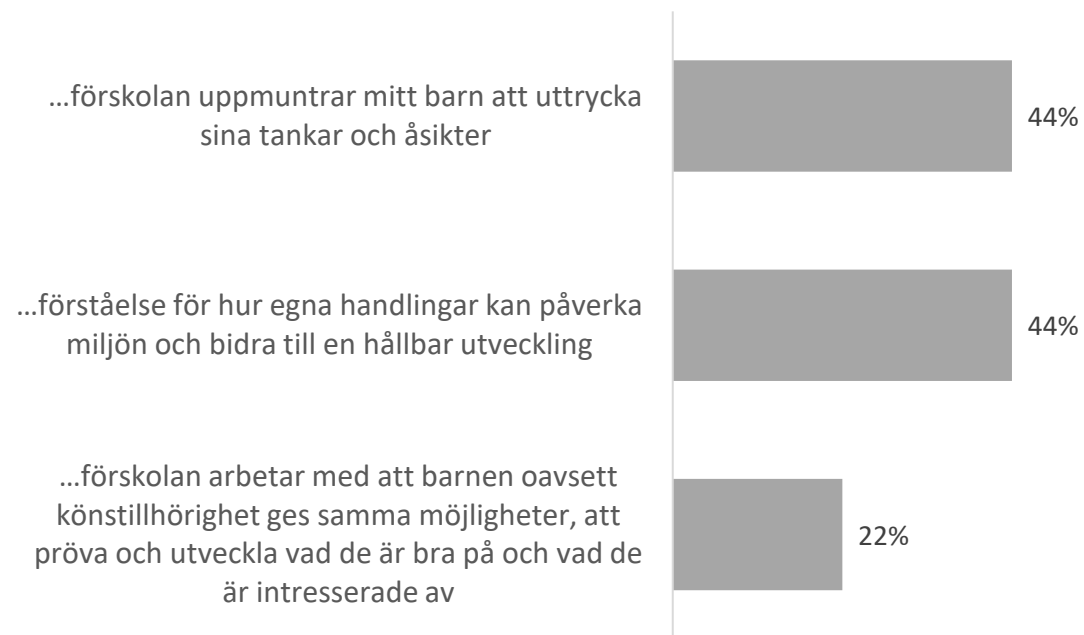 …förskolan uppmuntrar mitt barn att uttrycka
sina tankar och åsikter
44%
…förståelse för hur egna handlingar kan påverka
miljön och bidra till en hållbar utveckling
44%
…förskolan arbetar med att barnen oavsett
könstillhörighet ges samma möjligheter, att
pröva och utveckla vad de är bra på och vad de
är intresserade av
22%